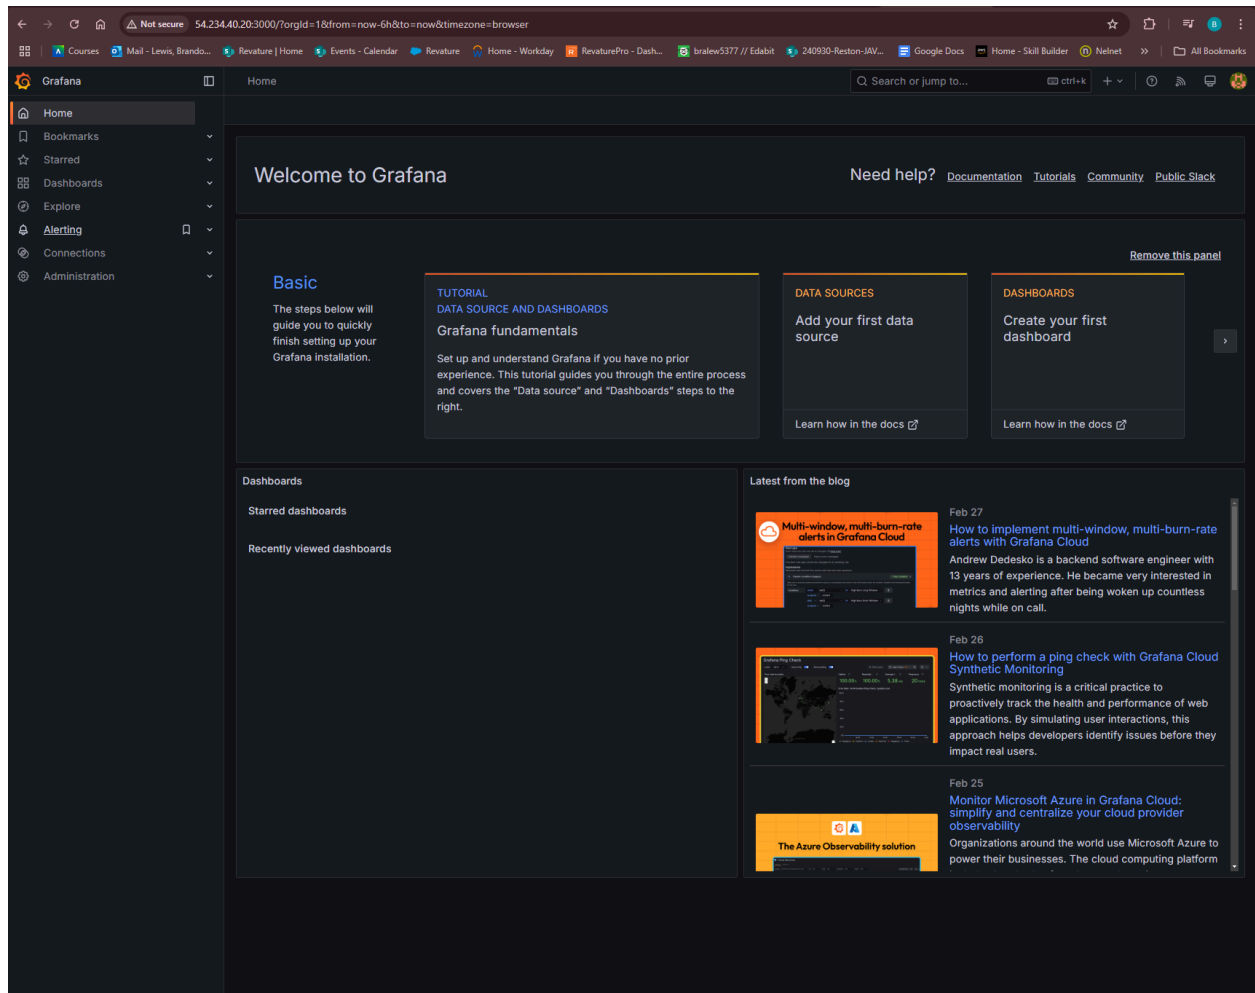 Not secure 54.234.40.20:3000/?orgId=1&from=now-6h&to=now&timezone=browser
Courses Mail - Lewis, Brando... Revature | Home Events - Calendar Revature Home - Workday RevaturePro - Dash... bralew5377 // Edabit 240930-Reston-JAV... Google Docs Home - Skill Builder Nelnet » All Bookmarks
Grafana Home Search or jump to... ctrl+k
Home
Bookmarks
Starred
Dashboards
Explore
Alerting
Connections
Administration
Welcome to Grafana
Need help? Documentation Tutorials Community Public Slack
Remove this panel
Basic
The steps below will
guide you to quickly
finish setting up your
Grafana installation.
TUTORIAL
DATA SOURCE AND DASHBOARDS
Grafana fundamentals
Set up and understand Grafana if you have no prior
experience. This tutorial guides you through the entire process
and covers the "Data source" and "Dashboards" steps to the
right.
DATA SOURCES
Add your first data
source
Learn how in the docs
DASHBOARDS
Create your first
dashboard
Learn how in the docs
Dashboards
Starred dashboards
Recently viewed dashboards
Latest from the blog
Multi-window, multi-burn-rate
alerts in Grafana Cloud
Feb 27
How to implement multi-window, multi-burn-rate
alerts with Grafana Cloud
Andrew Dedesko is a backend software engineer with
13 years of experience. He became very interested in
metrics and alerting after being woken up countless
nights while on call.
Grafana Ping Check
100.00% 100.00%
Feb 26
How to perform a ping check with Grafana Cloud
Synthetic Monitoring
Synthetic monitoring is a critical practice to
proactively track the health and performance of web
applications. By simulating user interactions, this
approach helps developers identify issues before they
impact real users.
The Azure Observability solution
Feb 25
Monitor Microsoft Azure in Grafana Cloud:
simplify and centralize your cloud provider
observability
Organizations around the world use Microsoft Azure to
power their businesses. The cloud computing platform